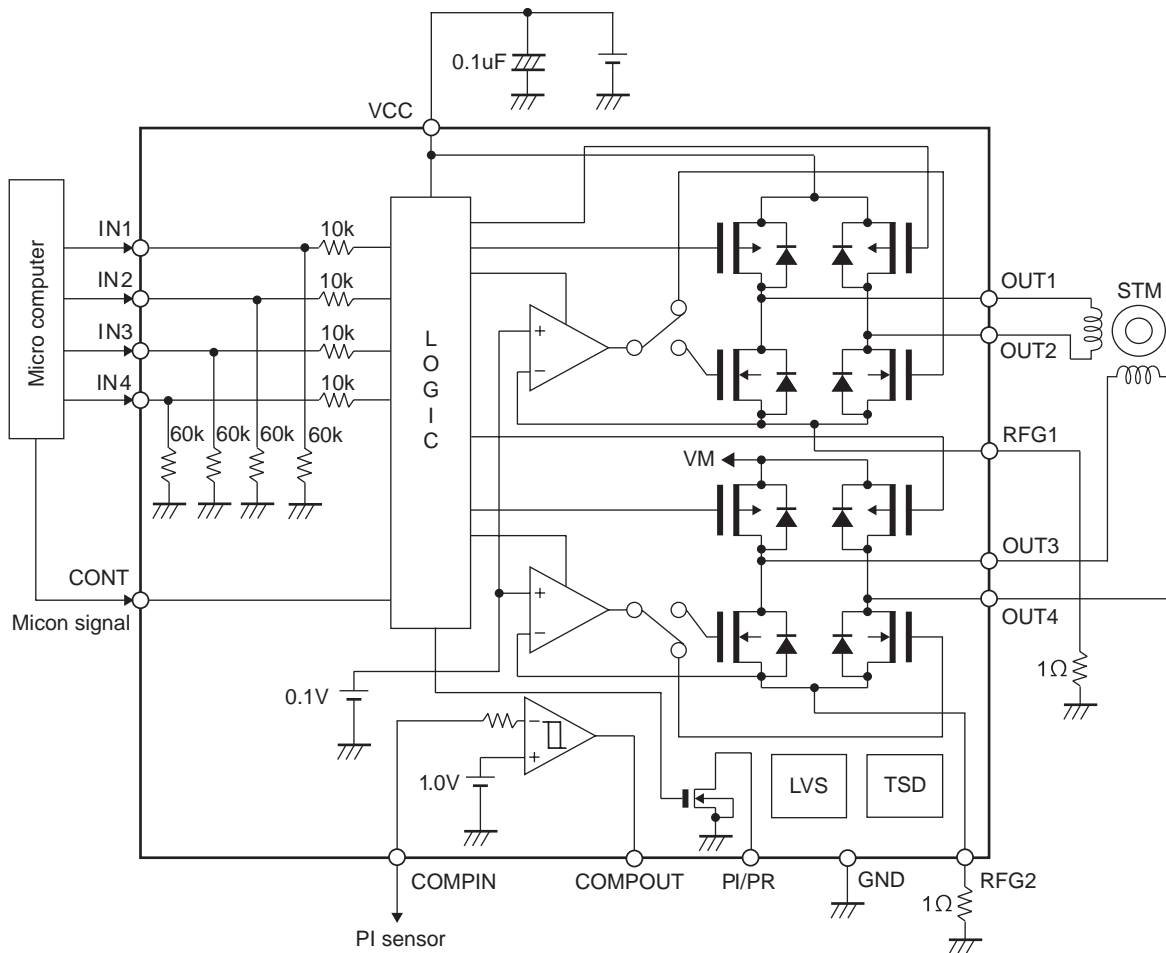 0.1uF
VCC
Micro computer
IN1
10k
IN2
10k
IN3
10k
IN4
10k
60k
60k
60k
60k
LOGIC
+
−
OUT1
STM
OUT2
RFG1
VM
OUT3
OUT4
CONT
Micon signal
+
−
1Ω
0.1V
−
+
1.0V
LVS
TSD
COMPIN
COMPOUT
PI/PR
GND
RFG2
1Ω
PI sensor